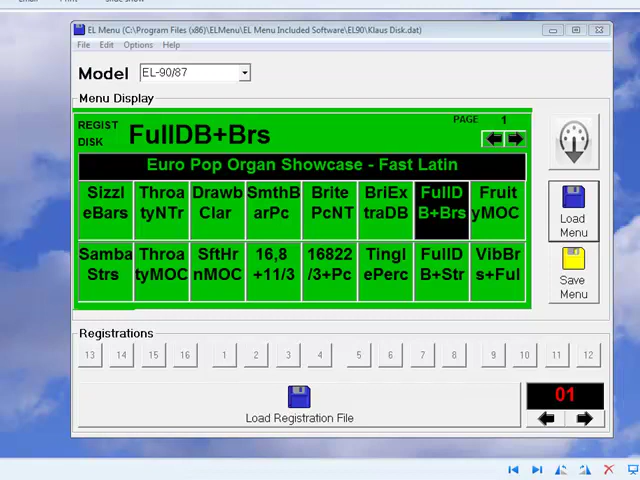 EL Menu (C:\Program Files (x86)\ELMenu\EL Menu Included Software\EL90\Klaus Disk.dat)
File Edit Options Help
Model EL-90/87
Menu Display
REGIST
DISK
FullDB+Brs
PAGE 1
Euro Pop Organ Showcase - Fast Latin
Sizzl Throa Drawb SmthB Brite BriEx FullD Fruit
eBars tyNTr Clar arPc PcNT traDB B+Brs yMOC
Samba Throa SftHr 16,8 16822 Tingl FullD VibBr
Strs tyMOC nMOC +11/3 /3+Pc ePerc B+Str s+Ful
Load
Menu
Save
Menu
Registrations
13 14 15 16 1 2 3 4 5 6 7 8 9 10 11 12
Load Registration File
01